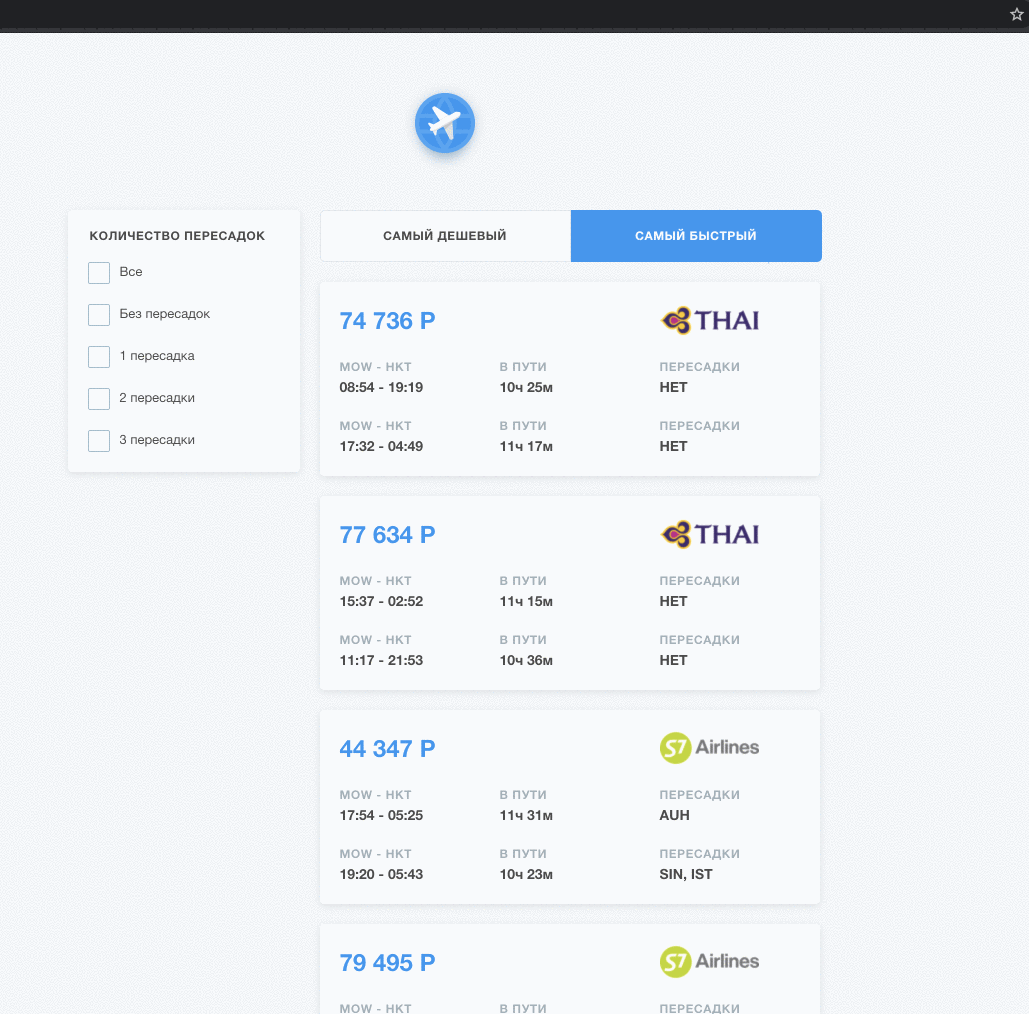 КОЛИЧЕСТВО ПЕРЕСАДОК
Все
Без пересадок
1 пересадка
2 пересадки
3 пересадки
САМЫЙ ДЕШЕВЫЙ САМЫЙ БЫСТРЫЙ
74 736 Р THAI
MOW - HKT В ПУТИ ПЕРЕСАДКИ
08:54 - 19:19 10ч 25м НЕТ
MOW - HKT В ПУТИ ПЕРЕСАДКИ
17:32 - 04:49 11ч 17м НЕТ
77 634 Р THAI
MOW - HKT В ПУТИ ПЕРЕСАДКИ
15:37 - 02:52 11ч 15м НЕТ
MOW - HKT В ПУТИ ПЕРЕСАДКИ
11:17 - 21:53 10ч 36м НЕТ
44 347 Р S7 Airlines
MOW - HKT В ПУТИ ПЕРЕСАДКИ
17:54 - 05:25 11ч 31м AUH
MOW - HKT В ПУТИ ПЕРЕСАДКИ
19:20 - 05:43 10ч 23м SIN, IST
79 495 Р S7 Airlines
MOW - HKT В ПУТИ ПЕРЕСАДКИ